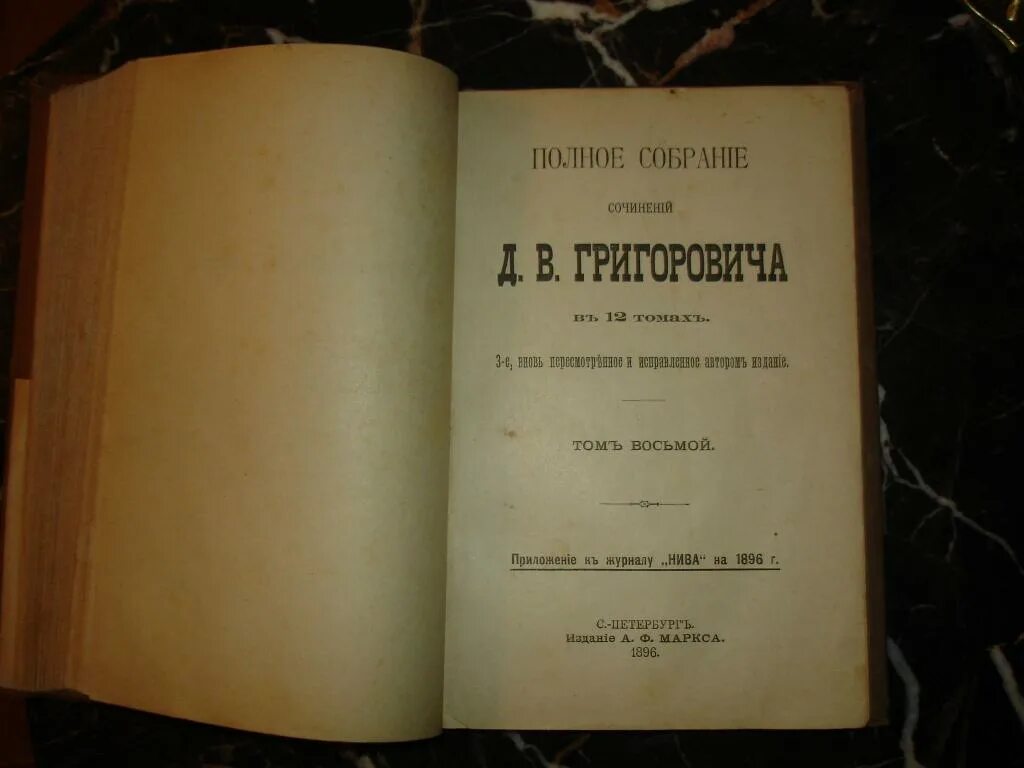 ПОЛНОЕ СОБРАНІЕ
СОЧИНЕНІЙ
Д. В. ГРИГОРОВИЧА
въ 12 томахъ.
3-е, вновь пересмотрѣнное и исправленное авторомъ изданіе.
ТОМЪ ВОСЬМОЙ.
Приложеніе къ журналу „НИВА“ на 1896 г.
С.-ПЕТЕРБУРГЪ.
Изданіе А. Ф. МАРКСА.
1896.